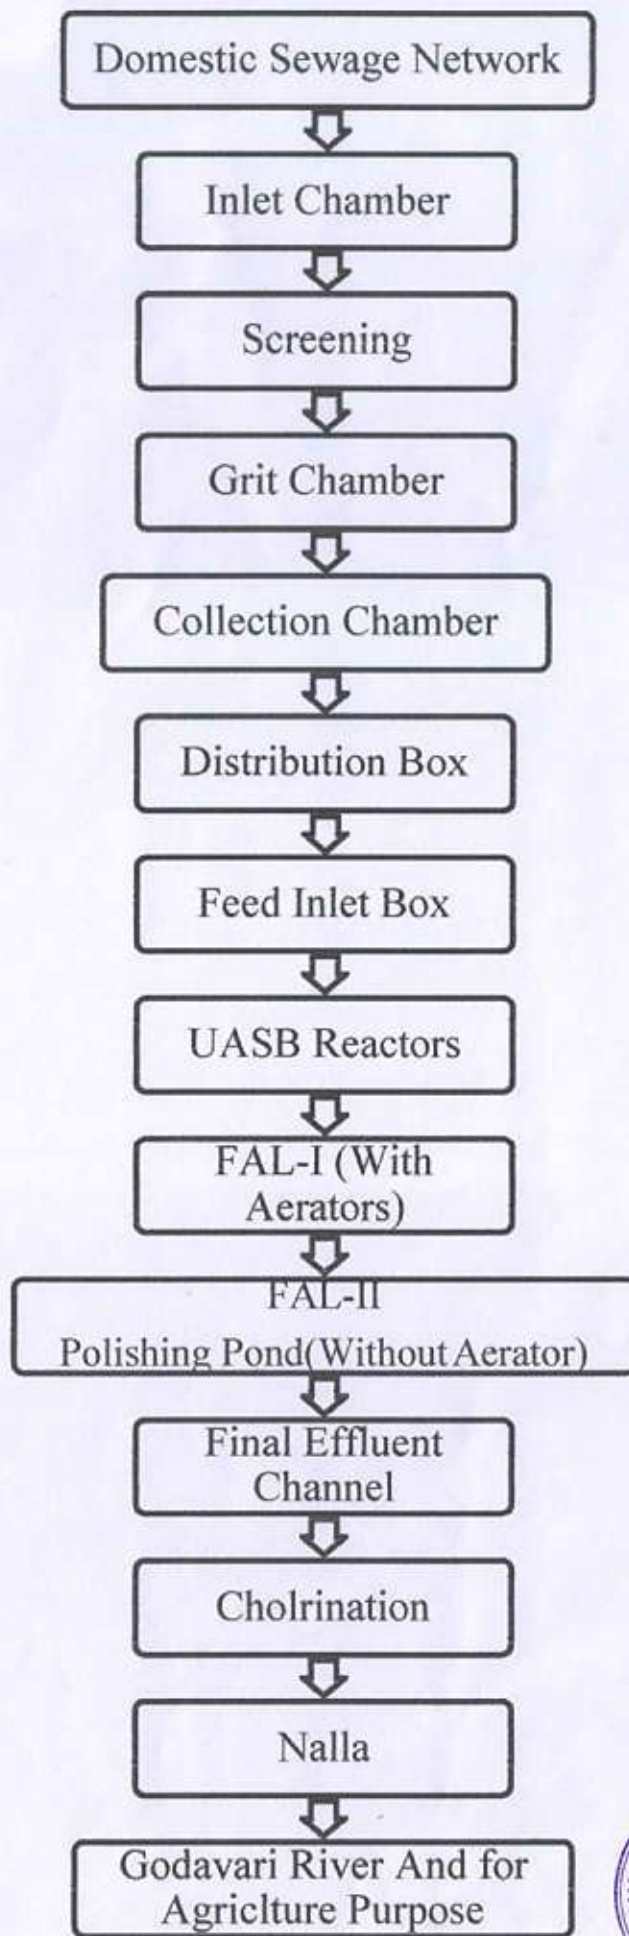 Domestic Sewage Network
Inlet Chamber
Screening
Grit Chamber
Collection Chamber
Distribution Box
Feed Inlet Box
UASB Reactors
FAL-I (With
Aerators)
FAL-II
Polishing Pond(Without Aerator)
Final Effluent
Channel
Cholrination
Nalla
Godavari River And for
Agriclture Purpose